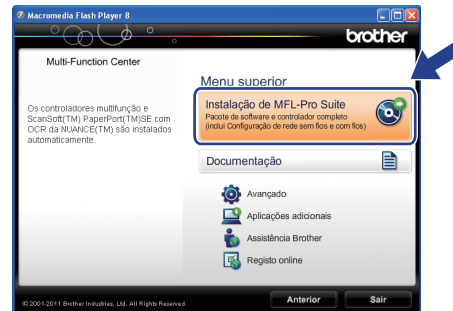 Macromedia Flash Player 8
brother
Multi-Function Center
Os controladores multifunção e
ScanSoft(TM) PaperPort(TM)SE com
OCR da NUANCE(TM) são instalados
automaticamente.
Menu superior
Instalação de MFL-Pro Suite
Pacote de software e controlador completo
(inclui Configuração de rede sem fios e com fios)
Documentação
Avançado
Aplicações adicionais
Assistência Brother
Registo online
© 2001-2011 Brother Industries, Ltd. All Rights Reserved.
Anterior
Sair